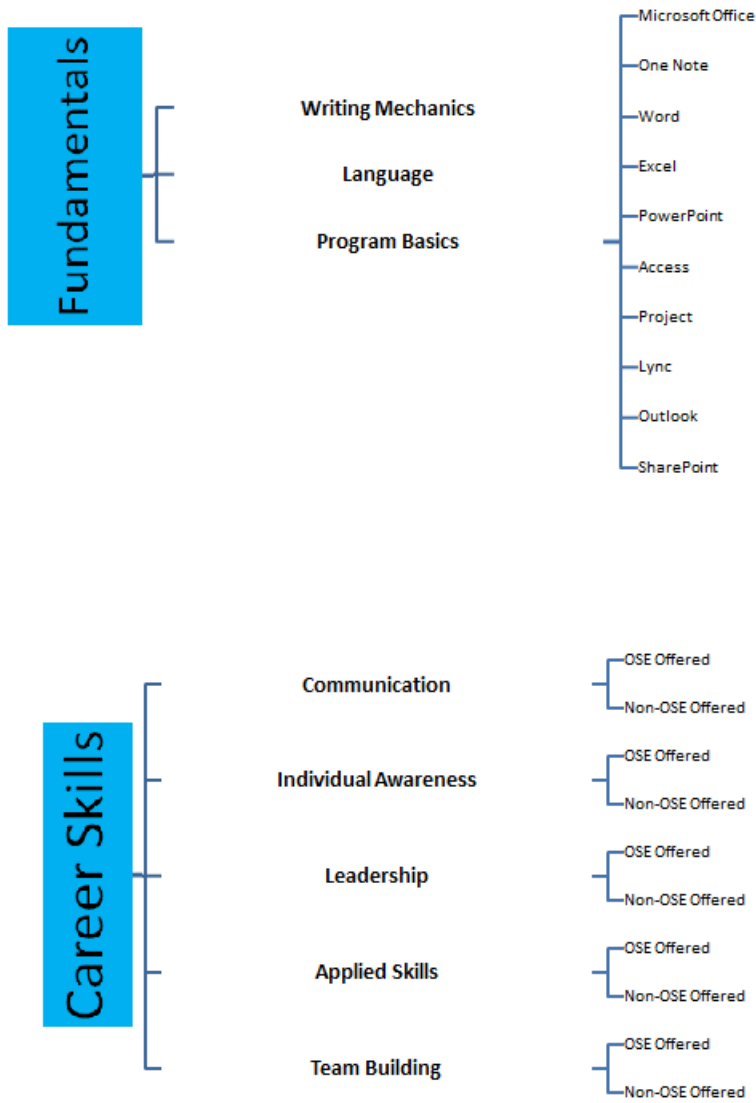 Fundamentals
Writing Mechanics
Language
Program Basics
Microsoft Office
One Note
Word
Excel
PowerPoint
Access
Project
Lync
Outlook
SharePoint
Career Skills
Communication
OSE Offered
Non-OSE Offered
Individual Awareness
OSE Offered
Non-OSE Offered
Leadership
OSE Offered
Non-OSE Offered
Applied Skills
OSE Offered
Non-OSE Offered
Team Building
OSE Offered
Non-OSE Offered